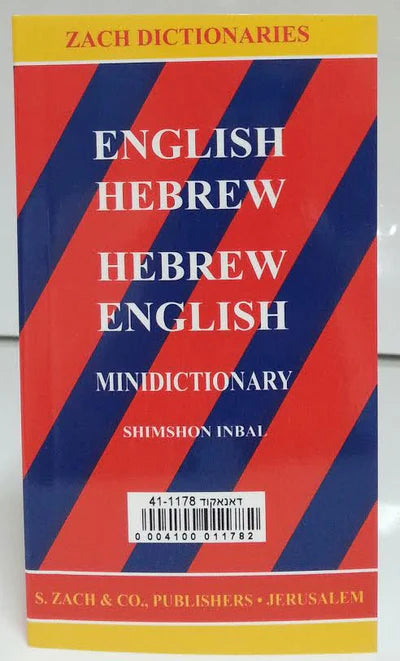 ZACH DICTIONARIES
ENGLISH
HEBREW
HEBREW
ENGLISH
MINIDICTIONARY
SHIMSHON INBAL
דאנאקוד 41-1178
0 004100 011782
S. ZACH & CO., PUBLISHERS • JERUSALEM